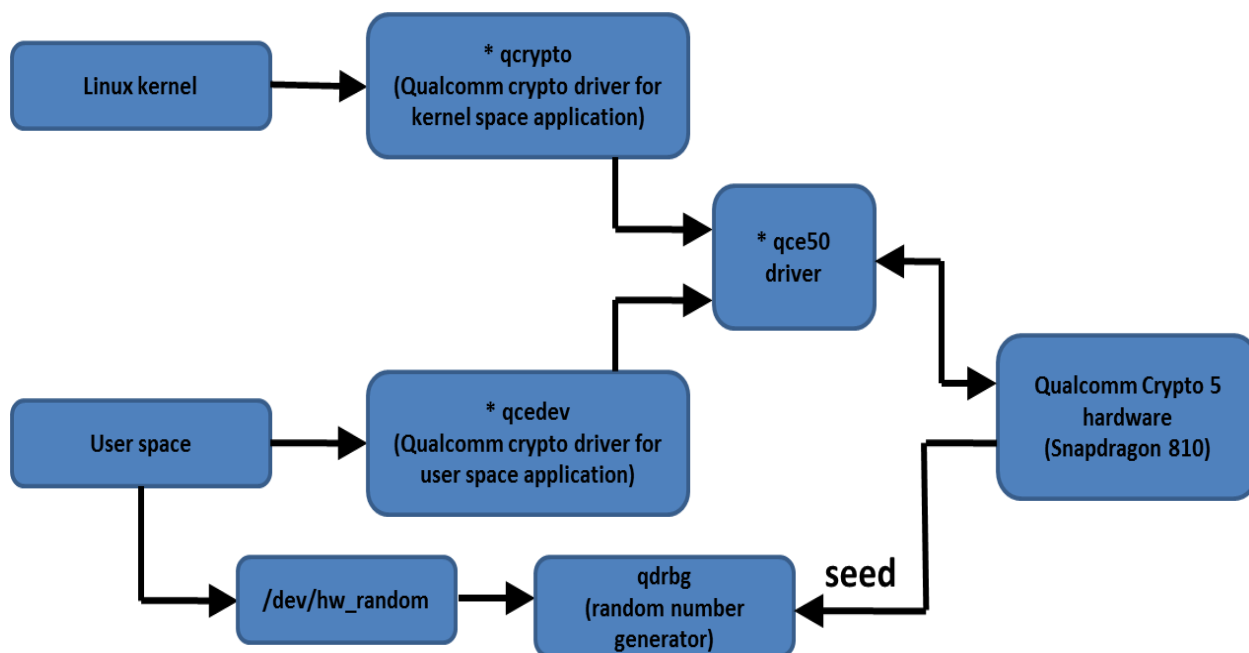 Linux kernel
* qcrypto
(Qualcomm crypto driver for
kernel space application)
* qce50
driver
Qualcomm Crypto 5
hardware
(Snapdragon 810)
User space
* qcedev
(Qualcomm crypto driver for
user space application)
/dev/hw_random
qdrbg
(random number
generator)
seed